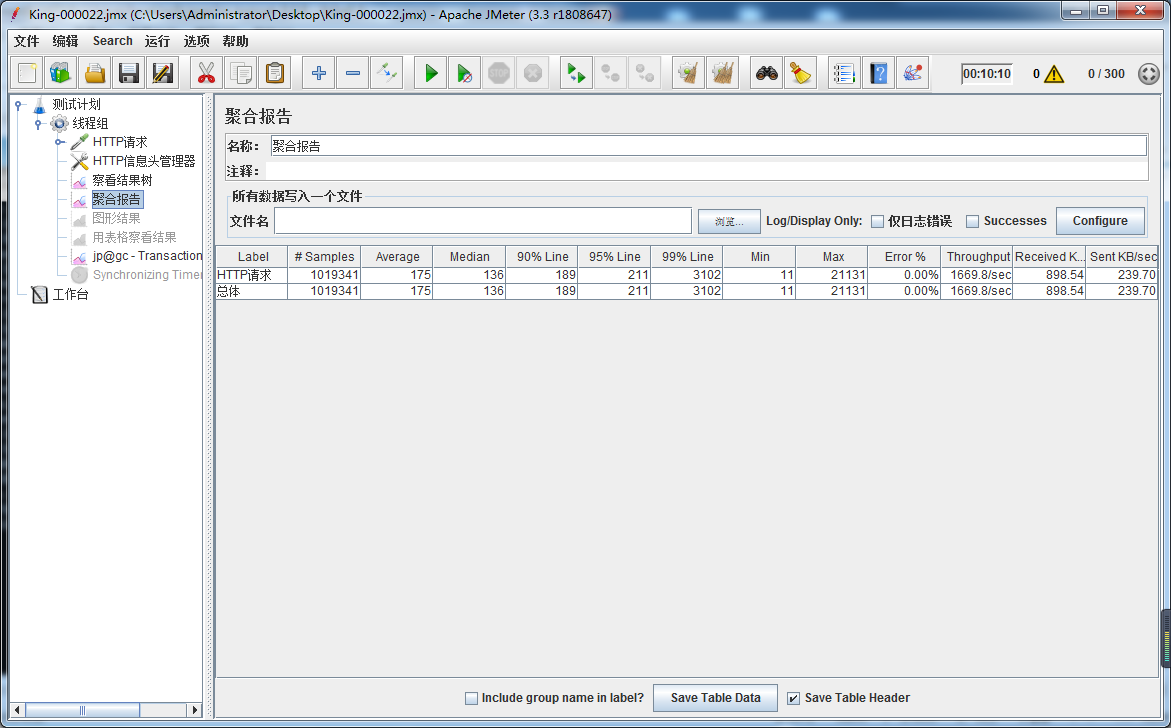 King-000022.jmx (C:\Users\Administrator\Desktop\King-000022.jmx) - Apache JMeter (3.3 r1808647)
文件 编辑 Search 运行 选项 帮助
STOP 00:10:10 0 0 / 300
测试计划
线程组
HTTP请求
HTTP信息头管理器
察看结果树
聚合报告
图形结果
用表格察看结果
jp@gc - Transaction
Synchronizing Timer
工作台
聚合报告
名称: 聚合报告
注释:
所有数据写入一个文件
文件名 浏览... Log/Display Only: 仅日志错误 Successes Configure
Label # Samples Average Median 90% Line 95% Line 99% Line Min Max Error % Throughput Received K... Sent KB/sec
HTTP请求 1019341 175 136 189 211 3102 11 21131 0.00% 1669.8/sec 898.54 239.70
总体 1019341 175 136 189 211 3102 11 21131 0.00% 1669.8/sec 898.54 239.70
Include group name in label? Save Table Data Save Table Header